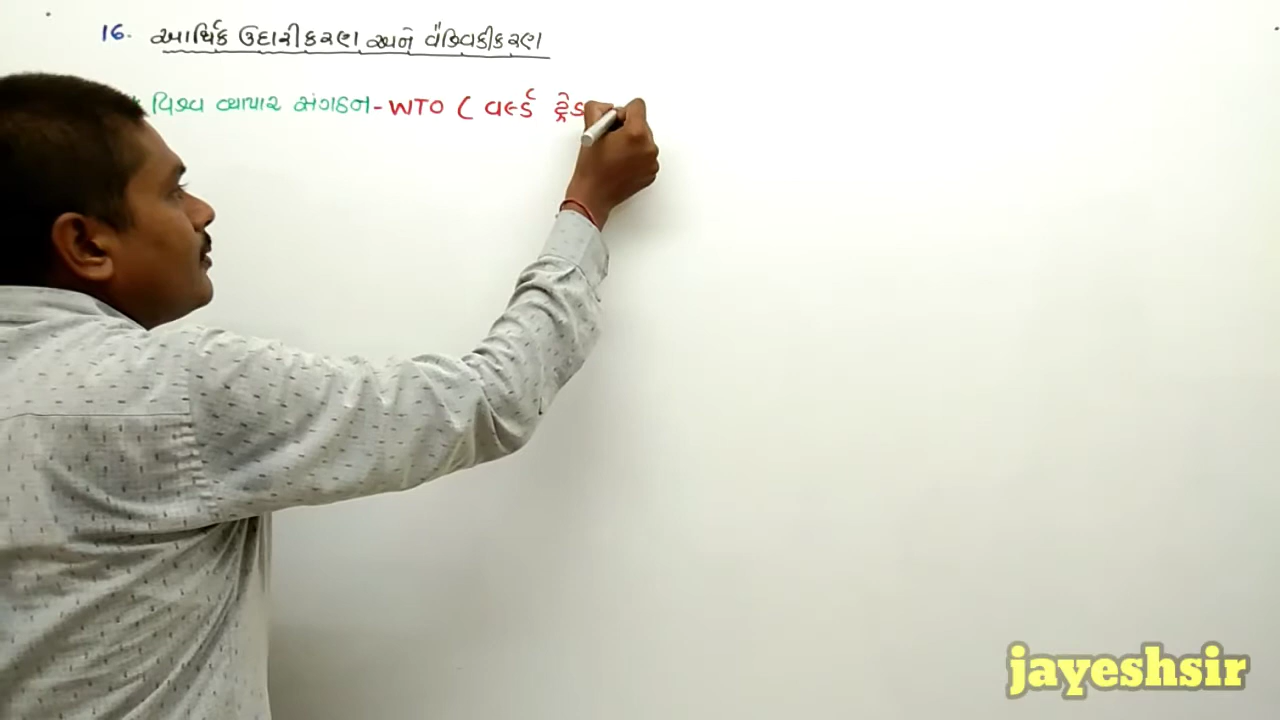 16. આર્થિક ઉદારીકરણ અને વૈશ્વિકીકરણ
* વિશ્વ વ્યાપાર સંગઠન - WTO ( વર્લ્ડ ટ્રેડ
jayeshsir